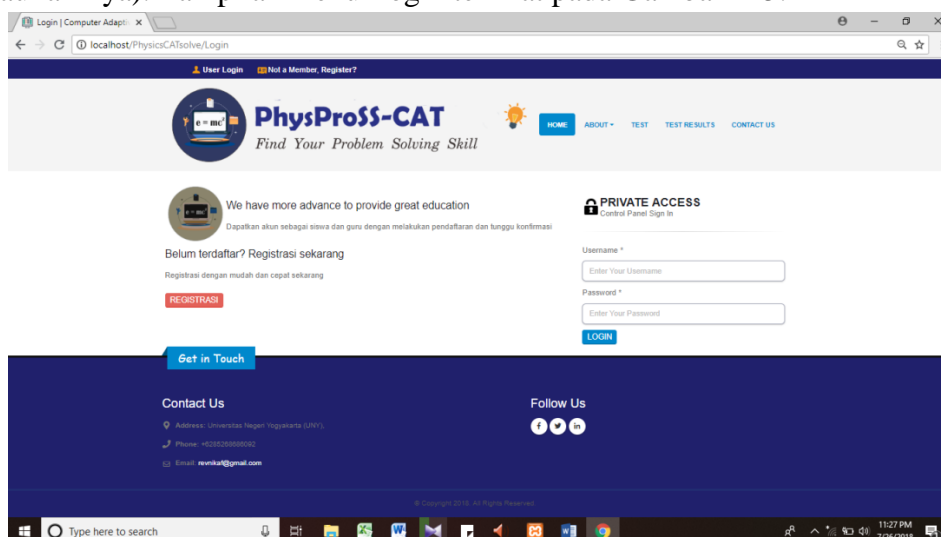 Login | Computer Adaptiv
localhost/PhysicsCATsolve/Login
User Login Not a Member, Register?
e = mc²
PhysProSS-CAT
Find Your Problem Solving Skill
HOME ABOUT TEST TEST RESULTS CONTACT US
We have more advance to provide great education
Dapatkan akun sebagai siswa dan guru dengan melakukan pendaftaran dan tunggu konfirmasi
Belum terdaftar? Registrasi sekarang
Registrasi dengan mudah dan cepat sekarang
REGISTRASI
PRIVATE ACCESS
Control Panel Sign In
Username *
Enter Your Username
Password *
Enter Your Password
LOGIN
Get in Touch
Contact Us
Address: Universitas Negeri Yogyakarta (UNY).
Email: revnikaf@gmail.com
Follow Us
© Copyright 2018. All Rights Reserved.
Type here to search
11:27 PM
7/26/2018